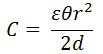 C = εθr²/2d